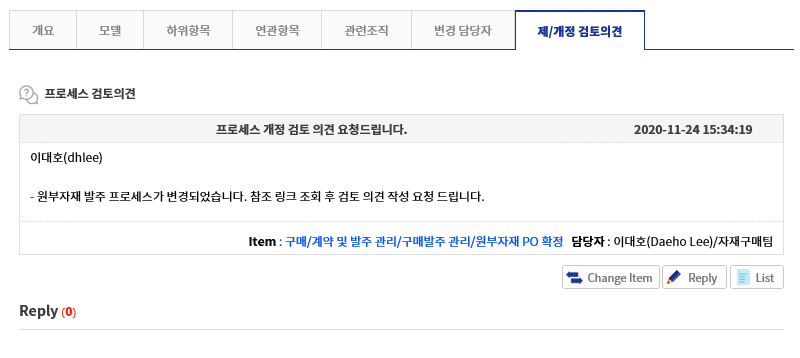 개요 모델 하위항목 연관항목 관련조직 변경 담당자 제/개정 검토의견
프로세스 검토의견
프로세스 개정 검토 의견 요청드립니다. 2020-11-24 15:34:19
이대호(dhlee)
- 원부자재 발주 프로세스가 변경되었습니다. 참조 링크 조회 후 검토 의견 작성 요청 드립니다.
Item : 구매/계약 및 발주 관리/구매발주 관리/원부자재 PO 확정 담당자 : 이대호(Daeho Lee)/자재구매팀
Change Item Reply List
Reply (0)